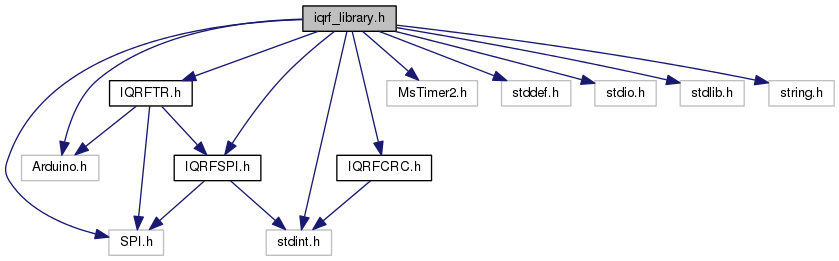 iqrf_library.h
IQRFTR.h
MsTimer2.h
stddef.h
stdio.h
stdlib.h
string.h
Arduino.h
IQRFSPI.h
IQRFCRC.h
SPI.h
stdint.h